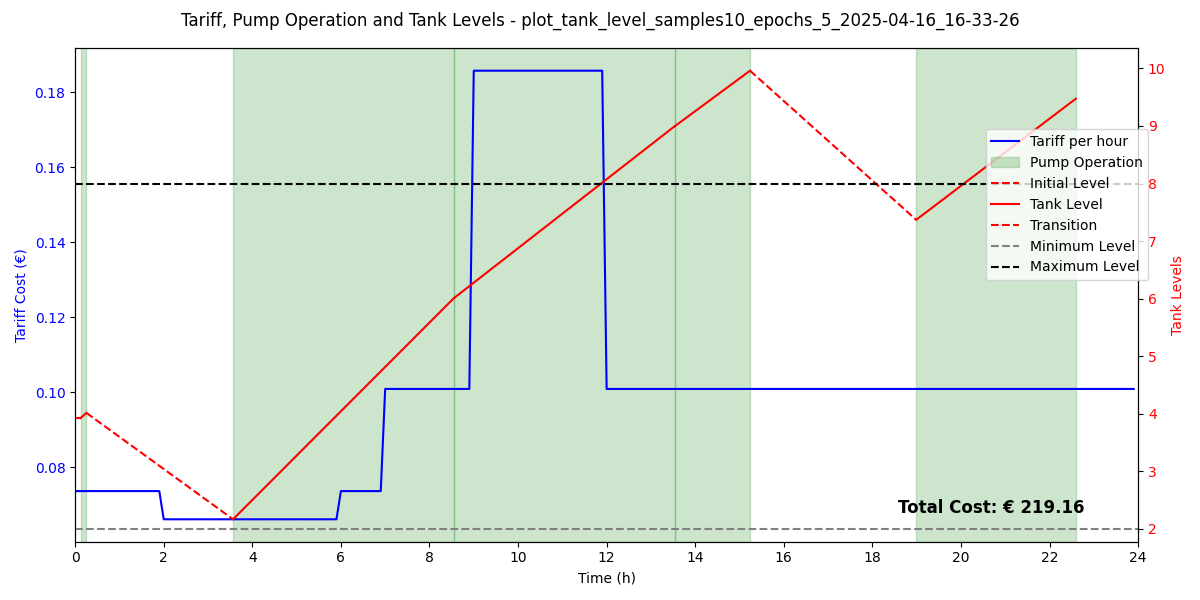 Tariff, Pump Operation and Tank Levels - plot_tank_level_samples10_epochs_5_2025-04-16_16-33-26
0.18
0.16
0.14
0.12
0.10
0.08
Tariff Cost (€)
10
9
8
7
6
5
4
3
2
Tank Levels
Tariff per hour
Pump Operation
Initial Level
Tank Level
Transition
Minimum Level
Maximum Level
Total Cost: € 219.16
0 2 4 6 8 10 12 14 16 18 20 22 24
Time (h)